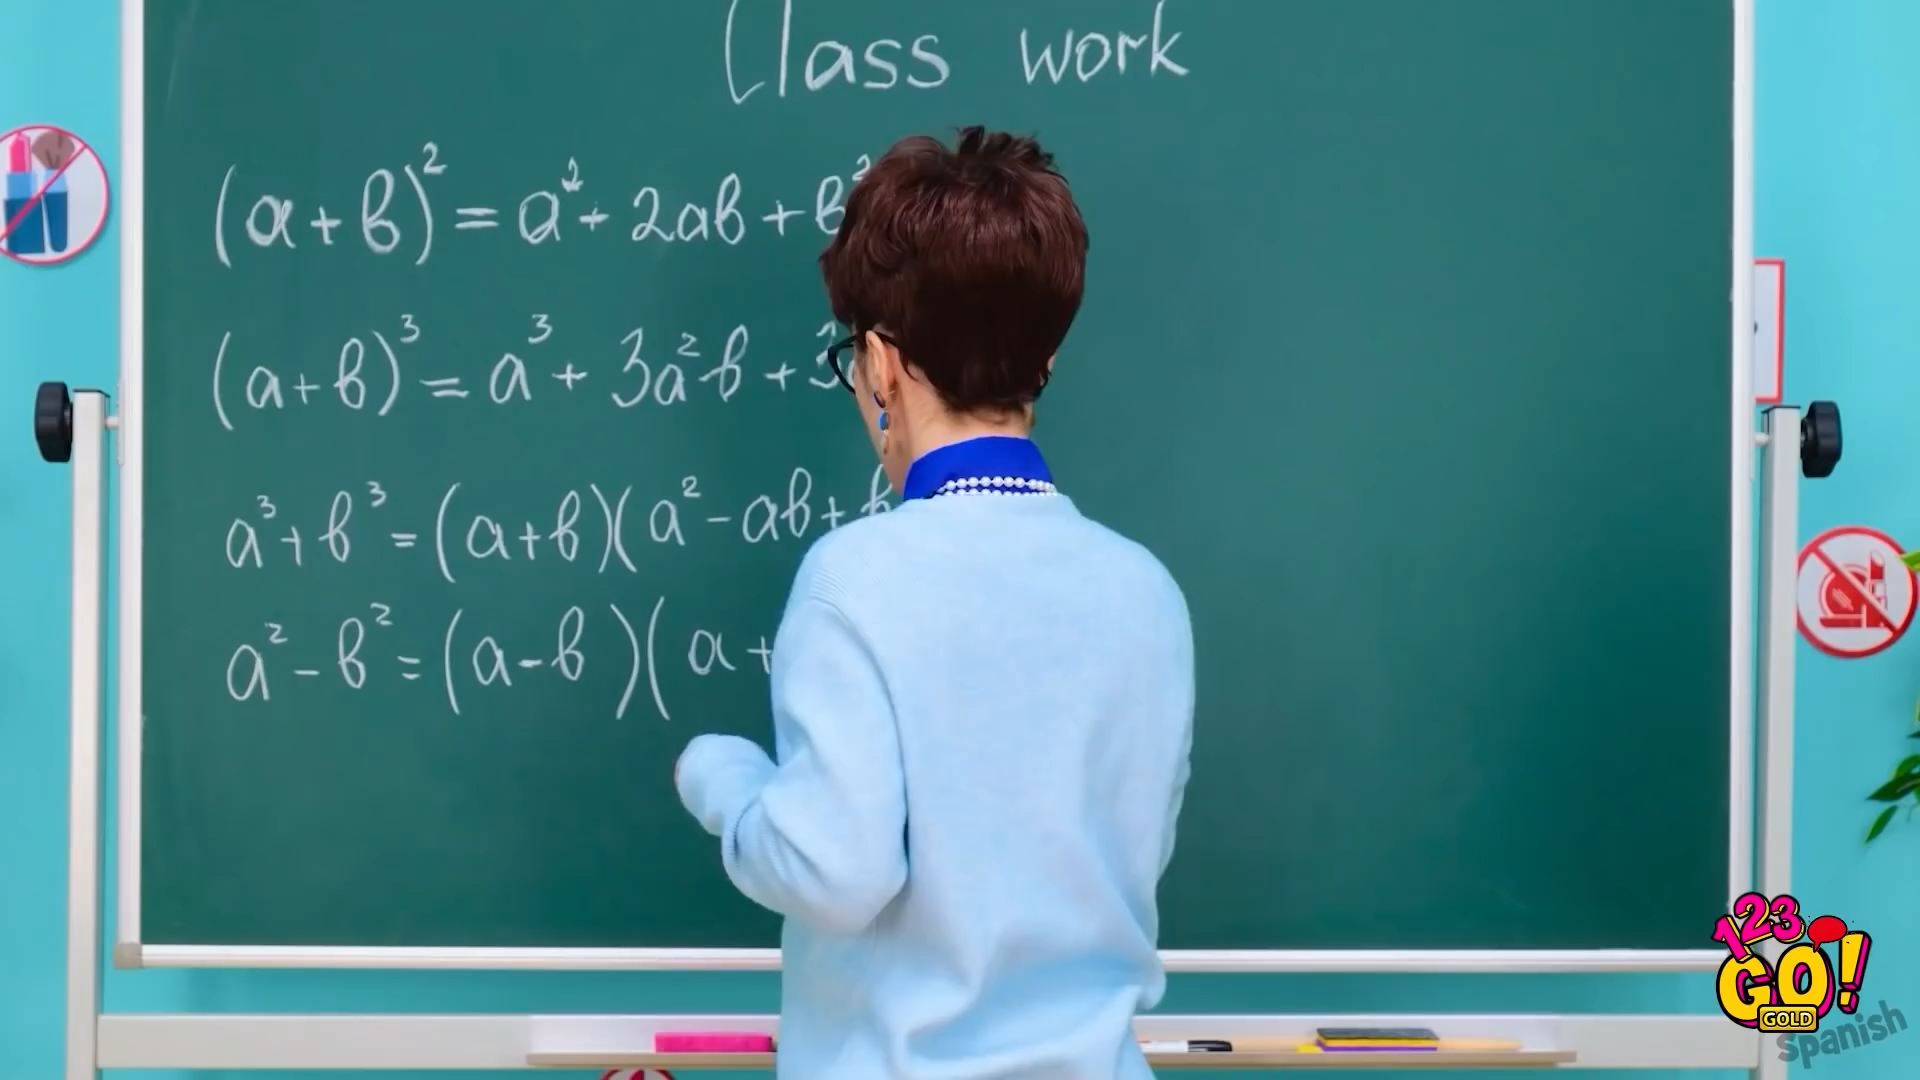 Class work
(a+b)² = a² + 2ab + b²
(a+b)³ = a³ + 3a²b + 3
a³ + b³ = (a+b)(a² - ab + b
a² - b² = (a-b)(a +
123
GO!
GOLD
Spanish